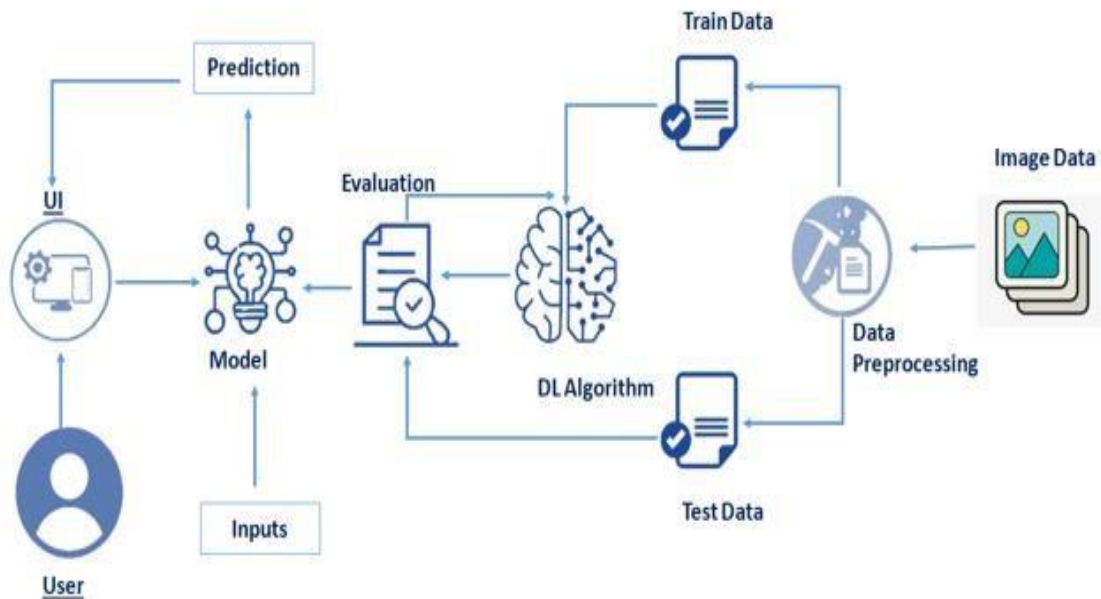 Train Data
Prediction
Image Data
Evaluation
UI
Data
Preprocessing
Model
DL Algorithm
Test Data
Inputs
User